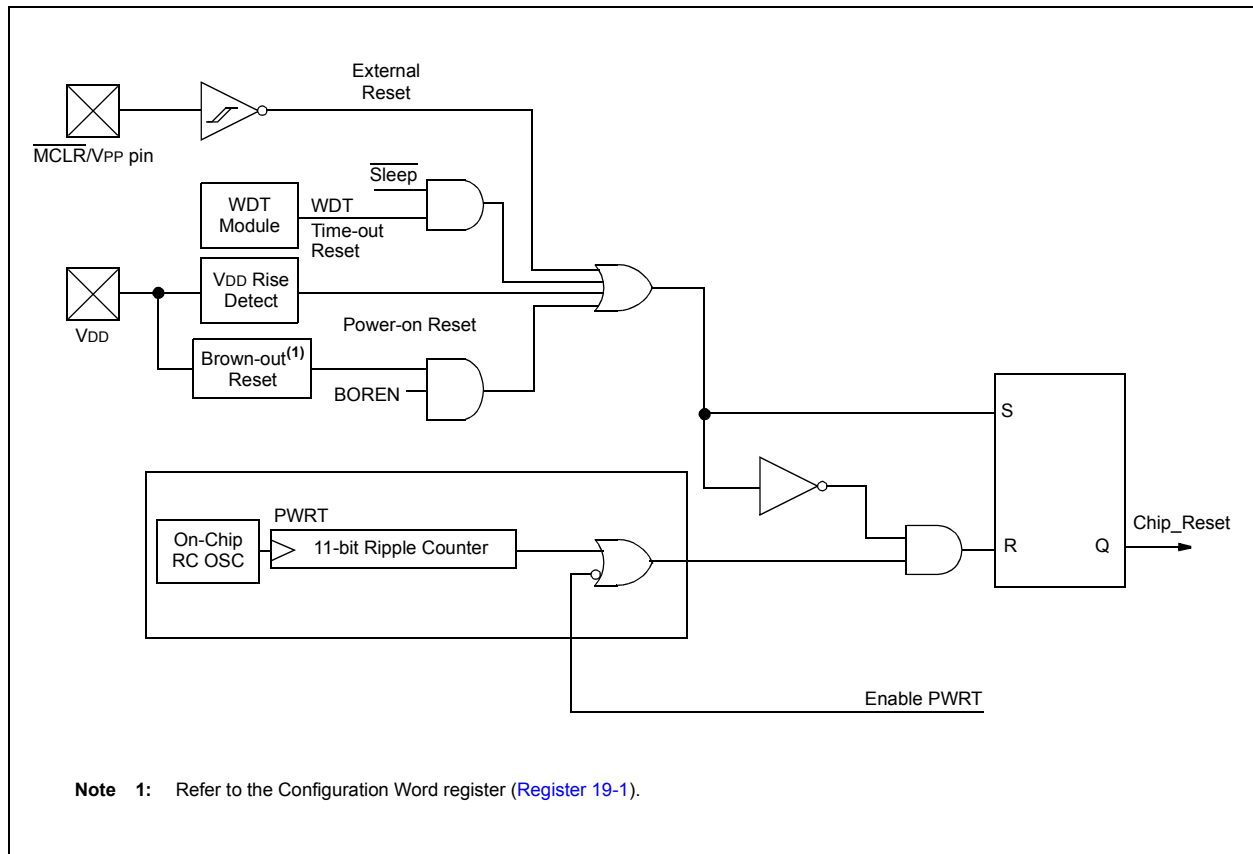 External
Reset
MCLR/VPP pin
Sleep
WDT
Module
WDT
Time-out
Reset
VDD Rise
Detect
VDD
Power-on Reset
Brown-out(1)
Reset
BOREN
S
PWRT
On-Chip
RC OSC
11-bit Ripple Counter
R
Q
Chip_Reset
Enable PWRT
Note 1: Refer to the Configuration Word register (Register 19-1).